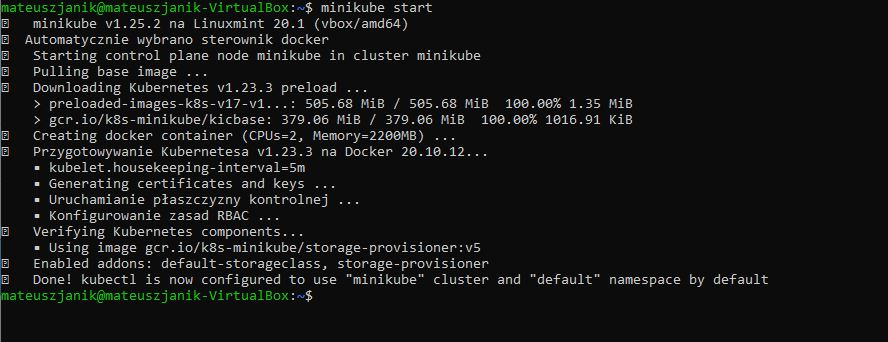 mateuszjanik@mateuszjanik-VirtualBox:~$ minikube start
minikube v1.25.2 na Linuxmint 20.1 (vbox/amd64)
Automatycznie wybrano sterownik docker
Starting control plane node minikube in cluster minikube
Pulling base image ...
Downloading Kubernetes v1.23.3 preload ...
> preloaded-images-k8s-v17-v1...: 505.68 MiB / 505.68 MiB 100.00% 1.35 MiB
> gcr.io/k8s-minikube/kicbase: 379.06 MiB / 379.06 MiB 100.00% 1016.91 KiB
Creating docker container (CPUs=2, Memory=2200MB) ...
Przygotowywanie Kubernetesa v1.23.3 na Docker 20.10.12...
▪ kubelet.housekeeping-interval=5m
▪ Generating certificates and keys ...
▪ Uruchamianie płaszczyzny kontrolnej ...
▪ Konfigurowanie zasad RBAC ...
Verifying Kubernetes components...
▪ Using image gcr.io/k8s-minikube/storage-provisioner:v5
Enabled addons: default-storageclass, storage-provisioner
Done! kubectl is now configured to use "minikube" cluster and "default" namespace by default
mateuszjanik@mateuszjanik-VirtualBox:~$